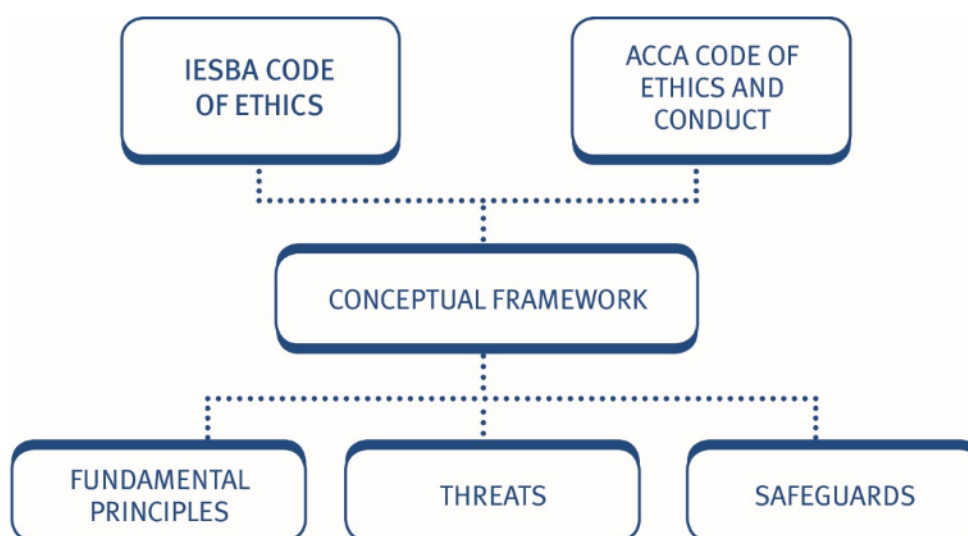 IESBA CODE
OF ETHICS
ACCA CODE OF
ETHICS AND
CONDUCT
CONCEPTUAL FRAMEWORK
FUNDAMENTAL
PRINCIPLES
THREATS
SAFEGUARDS